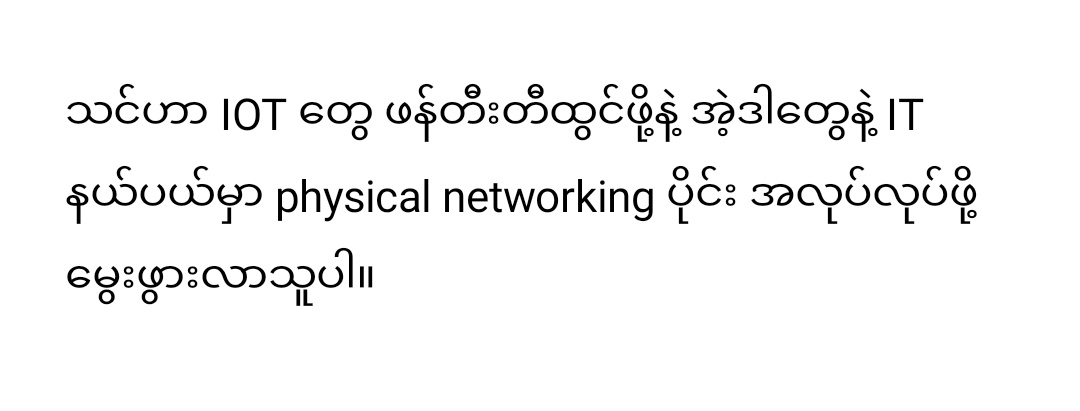 သင်ဟာ IOT တွေ ဖန်တီးတီထွင်ဖို့နဲ့ အဲ့ဒါတွေနဲ့ IT
နယ်ပယ်မှာ physical networking ပိုင်း အလုပ်လုပ်ဖို့
မွေးဖွားလာသူပါ။